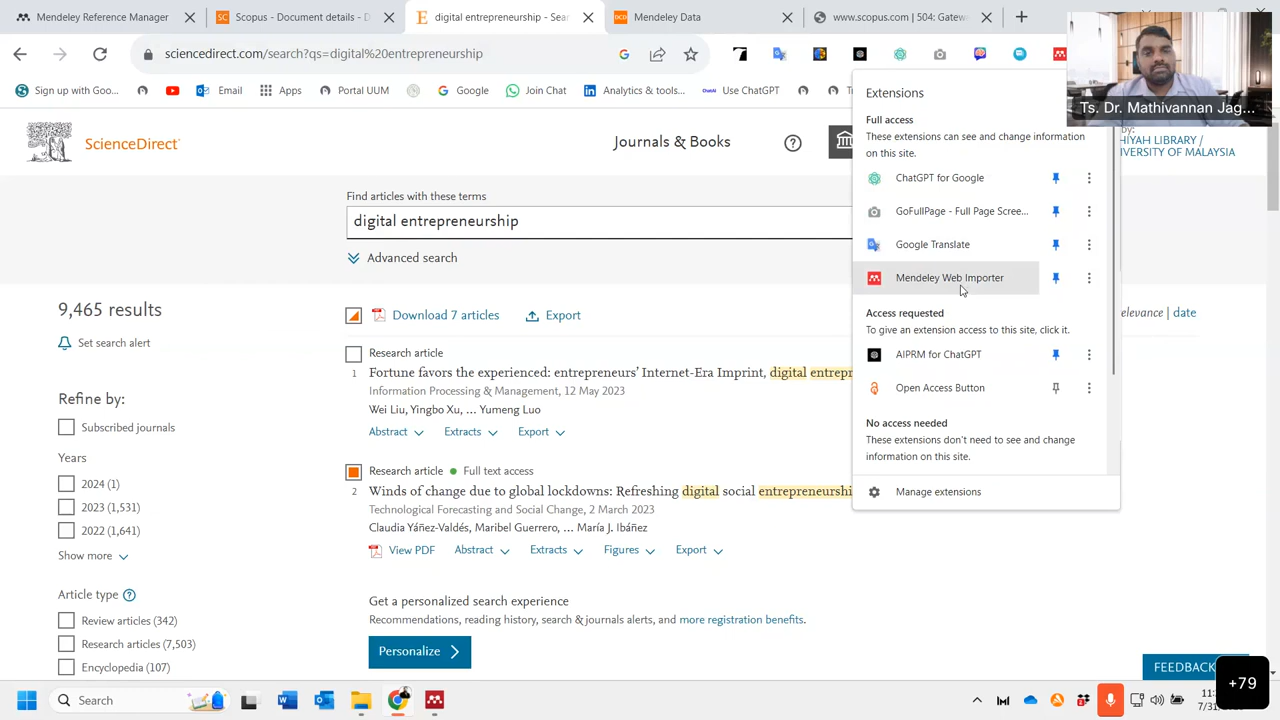 Mendeley Reference Manager
Scopus - Document details - D
digital entrepreneurship - Sea
Mendeley Data
www.scopus.com | 504: Gatew
sciencedirect.com/search?qs=digital%20entrepreneurship
Sign up with Goo...
Email
Apps
Portal UUM
Google
Join Chat
Analytics & tools...
Use ChatGPT
Ts. Dr. Mathivannan Jag...
ScienceDirect
Journals & Books
by:
HIYAH LIBRARY /
VERSITY OF MALAYSIA
Find articles with these terms
digital entrepreneurship
Advanced search
Extensions
Full access
These extensions can see and change information
on this site.
ChatGPT for Google
GoFullPage - Full Page Scree...
Google Translate
Mendeley Web Importer
Access requested
To give an extension access to this site, click it.
AIPRM for ChatGPT
Open Access Button
No access needed
These extensions don't need to see and change
information on this site.
Manage extensions
9,465 results
Set search alert
Refine by:
Subscribed journals
Years
2024 (1)
2023 (1,531)
2022 (1,641)
Show more
Article type
Review articles (342)
Research articles (7,503)
Encyclopedia (107)
Download 7 articles
Export
elevance | date
Research article
1
Fortune favors the experienced: entrepreneurs' Internet-Era Imprint, digital entrepr
Information Processing & Management, 12 May 2023
Wei Liu, Yingbo Xu, ... Yumeng Luo
Abstract
Extracts
Export
Research article
Full text access
2
Winds of change due to global lockdowns: Refreshing digital social entrepreneurshi
Technological Forecasting and Social Change, 2 March 2023
Claudia Yáñez-Valdés, Maribel Guerrero, ... María J. Ibáñez
View PDF
Abstract
Extracts
Figures
Export
Get a personalized search experience
Recommendations, reading history, search & journals alerts, and more registration benefits.
Personalize
FEEDBACK
Search
11:
7/31/
+79